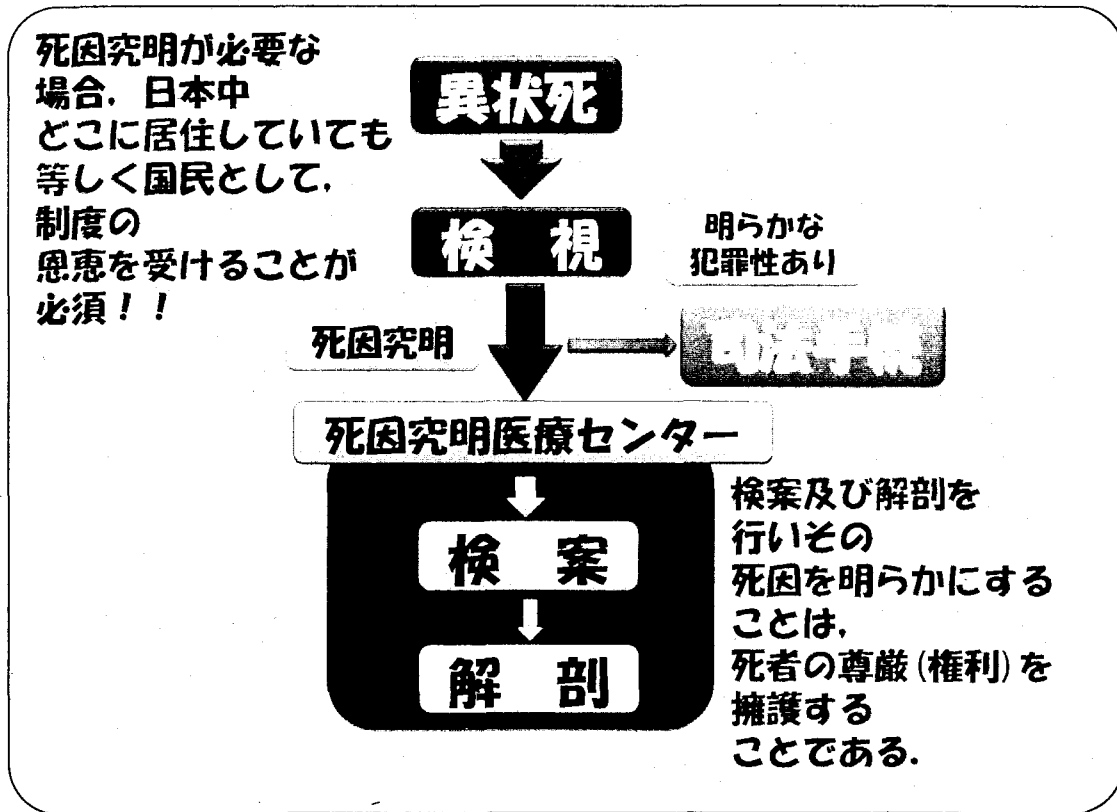 死因究明が必要な
場合，日本中
どこに居住していても
等しく国民として，
制度の
恩恵を受けることが
必須！！
異状死
検　視
明らかな
犯罪性あり
死因究明
司法手続
死因究明医療センター
検　案
解　剖
検案及び解剖を
行いその
死因を明らかにする
ことは，
死者の尊厳(権利)を
擁護する
ことである．